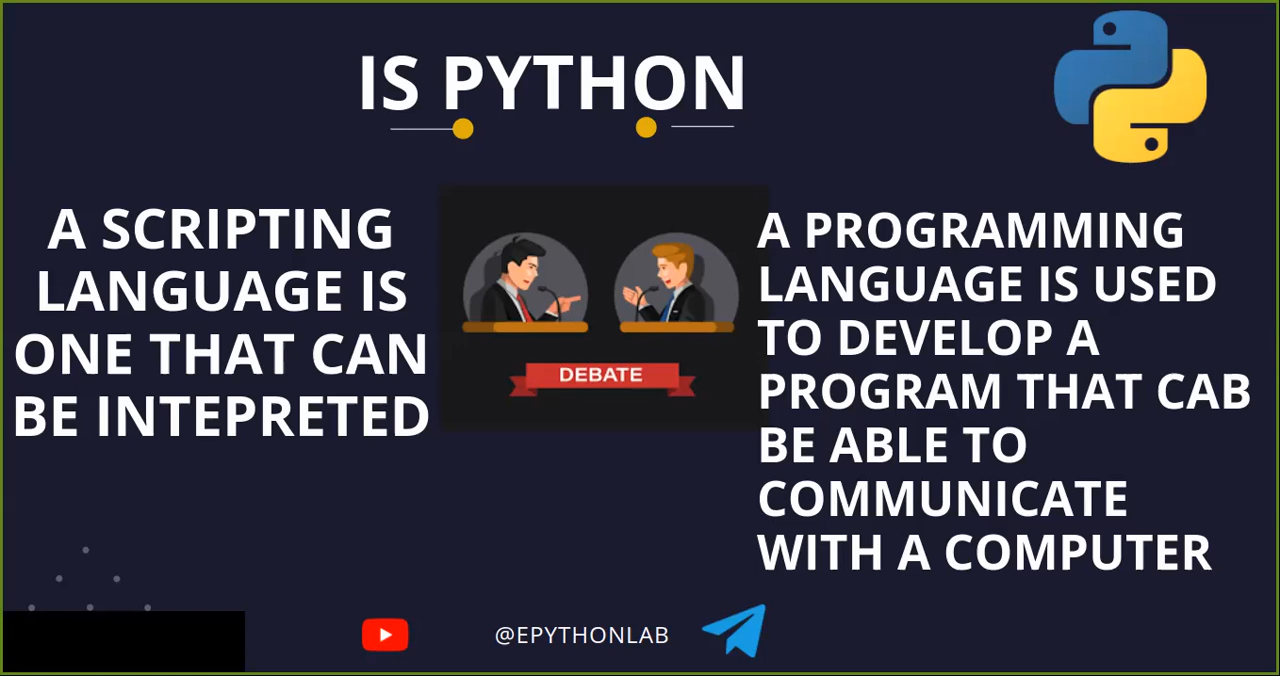 IS PYTHON
A SCRIPTING
LANGUAGE IS
ONE THAT CAN
BE INTEPRETED
DEBATE
A PROGRAMMING
LANGUAGE IS USED
TO DEVELOP A
PROGRAM THAT CAB
BE ABLE TO
COMMUNICATE
WITH A COMPUTER
@EPYTHONLAB